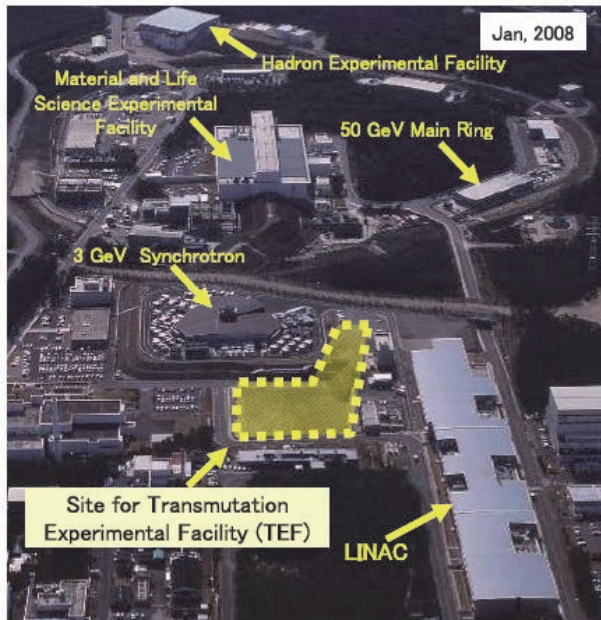 Jan, 2008
Hadron Experimental Facility
Material and Life
Science Experimental
Facility
50 GeV Main Ring
3 GeV Synchrotron
Site for Transmutation
Experimental Facility (TEF)
LINAC